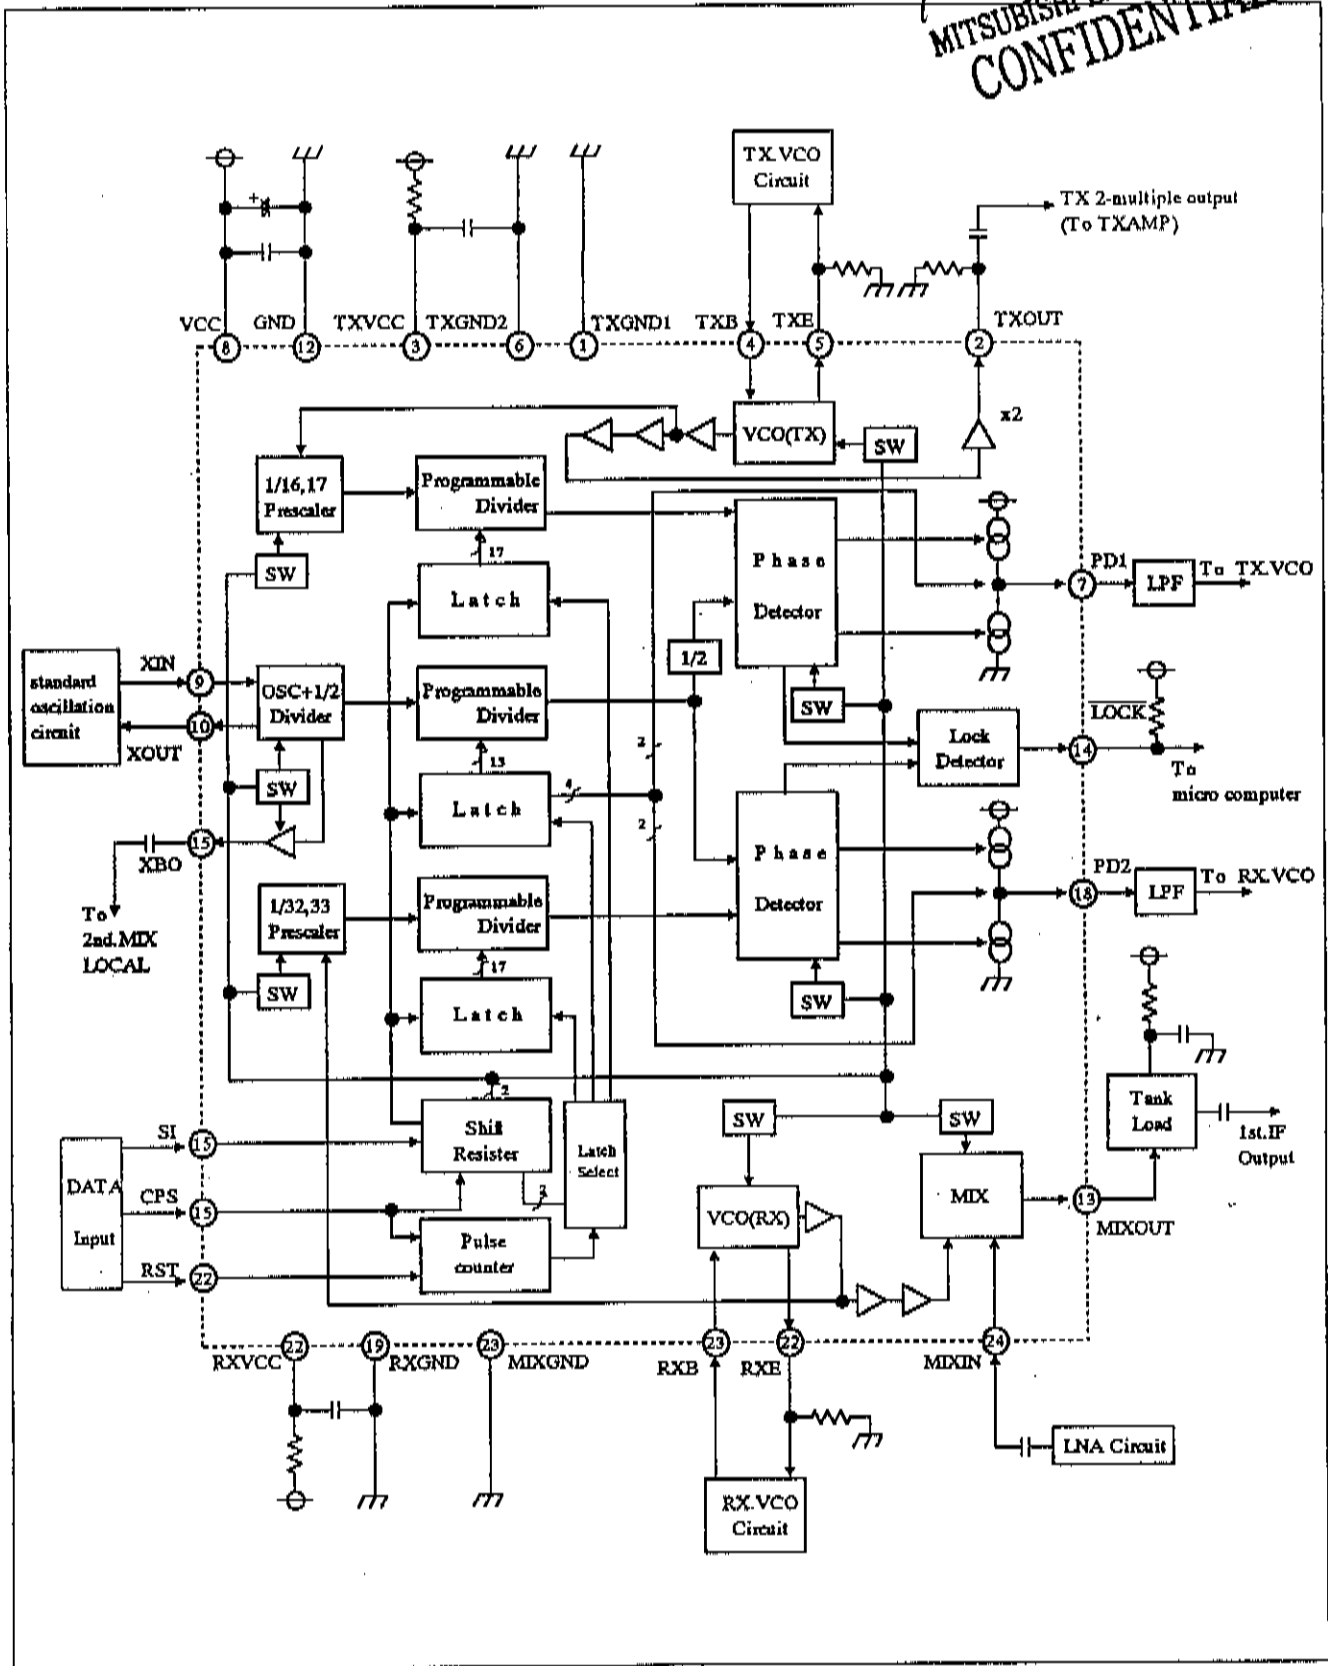 MITSUBISHI
CONFIDENTIAL
TX.VCO
Circuit
TX 2-multiple output
(To TXAMP)
VCC
GND
TXVCC
TXGND2
TXGND1
TXB
TXE
TXOUT
8
12
3
6
1
4
5
2
x2
VCO(TX)
SW
1/16,17
Prescaler
Programmable
Divider
17
SW
Latch
Phase
Detector
PD1
7
LPF
To TX.VCO
1/2
standard
oscillation
circuit
XIN
9
10
XOUT
OSC+1/2
Divider
Programmable
Divider
13
SW
LOCK
Lock
Detector
14
To
micro computer
SW
Latch
4
2
2
15
XBO
To
2nd.MIX
LOCAL
1/32,33
Prescaler
Programmable
Divider
17
Phase
Detector
PD2
18
LPF
To RX.VCO
SW
Latch
SW
2
Tank
Load
1st.IF
Output
DATA
Input
SI
15
CPS
15
RST
22
Shift
Resister
2
Latch
Select
Pulse
counter
SW
SW
VCO(RX)
MIX
13
MIXOUT
22
19
23
23
22
24
RXVCC
RXGND
MIXGND
RXB
RXE
MIXIN
LNA Circuit
RX.VCO
Circuit